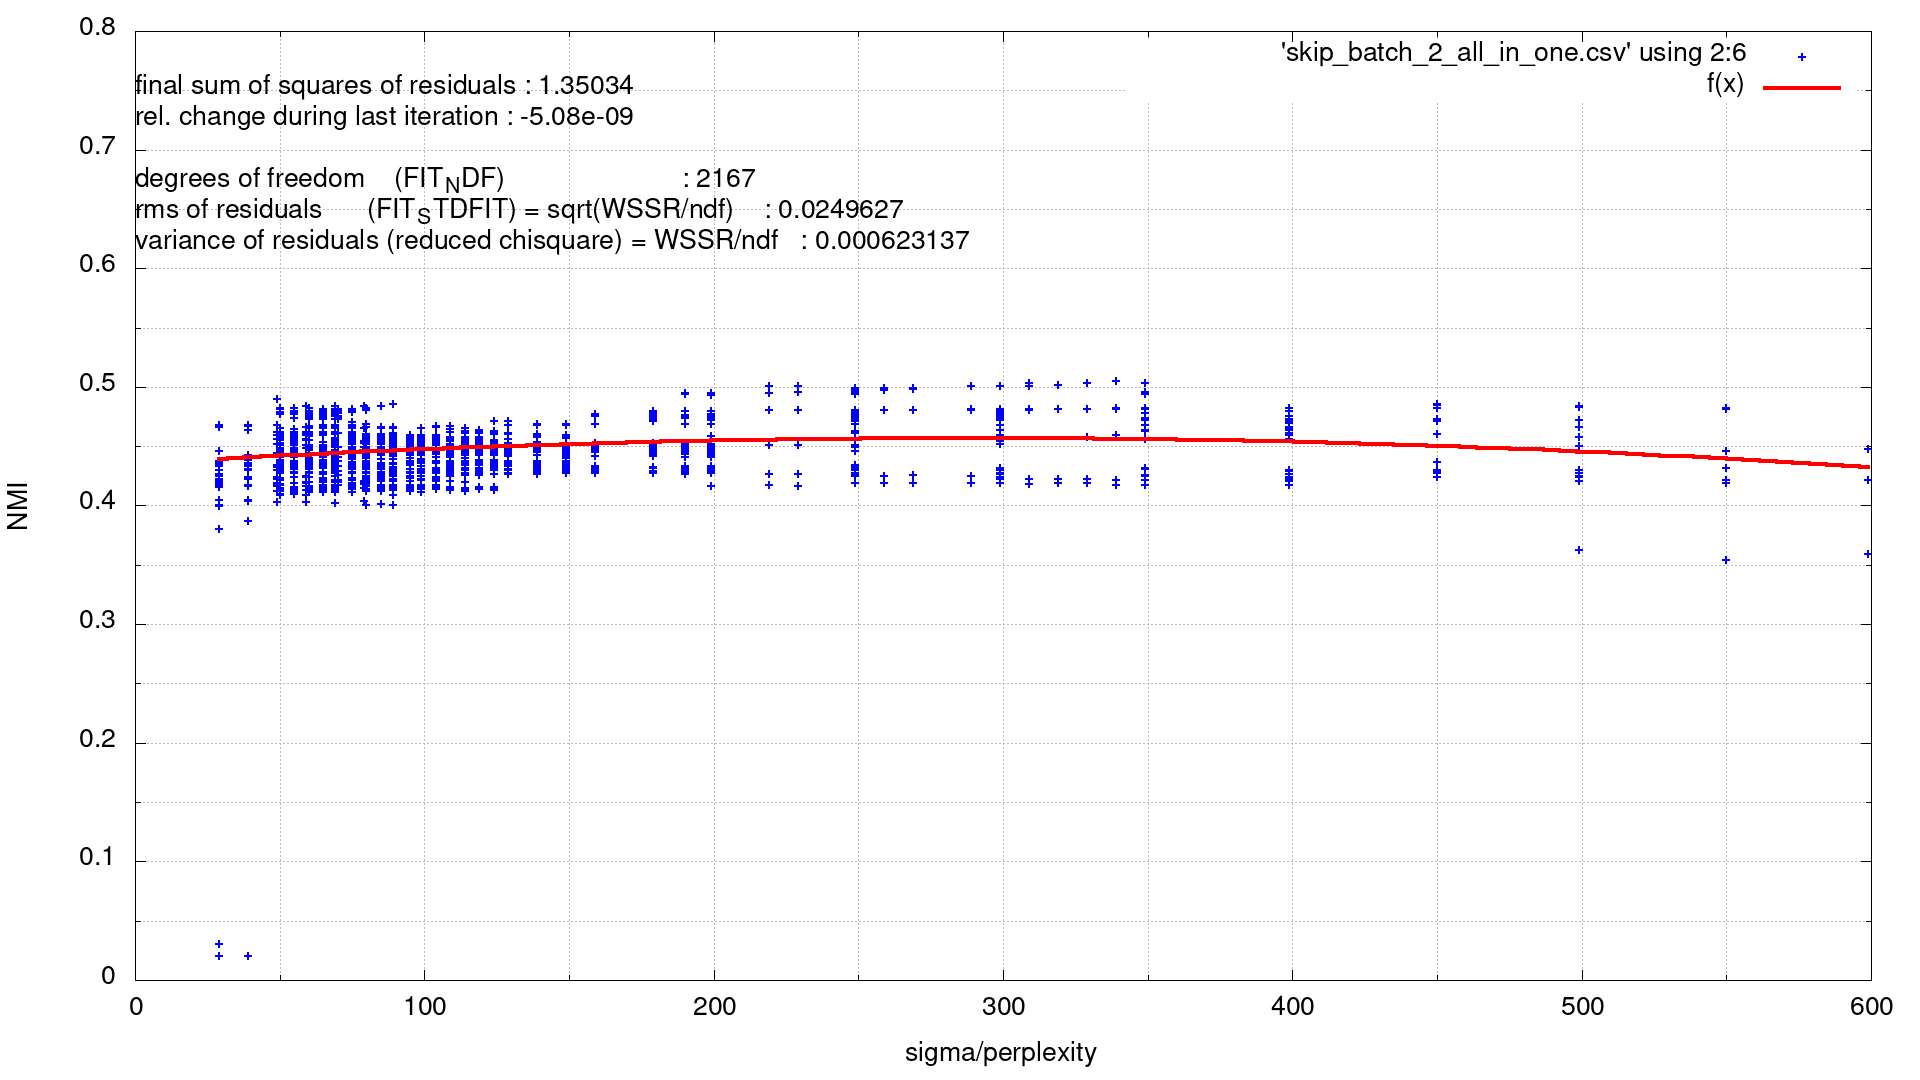 0.8
'skip_batch_2_all_in_one.csv' using 2:6
f(x)
final sum of squares of residuals : 1.35034
rel. change during last iteration : -5.08e-09
0.7
degrees of freedom (FITNDF) : 2167
rms of residuals (FITSTDFIT) = sqrt(WSSR/ndf) : 0.0249627
variance of residuals (reduced chisquare) = WSSR/ndf : 0.000623137
0.6
0.5
0.4
NMI
0.3
0.2
0.1
0
0 100 200 300 400 500 600
sigma/perplexity